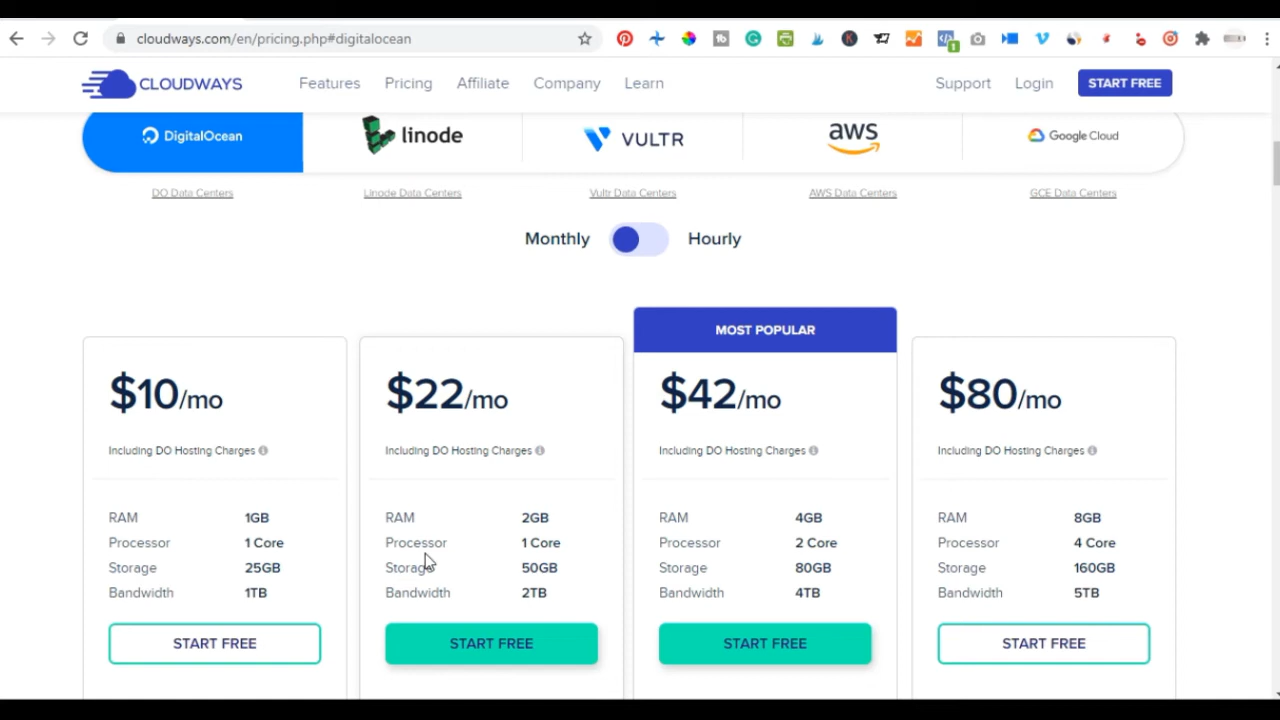 cloudways.com/en/pricing.php#digitalocean
CLOUDWAYS Features Pricing Affiliate Company Learn Support Login START FREE
DigitalOcean linode VULTR aws Google Cloud
DO Data Centers Linode Data Centers Vultr Data Centers AWS Data Centers GCE Data Centers
Monthly Hourly
MOST POPULAR
$10/mo $22/mo $42/mo $80/mo
Including DO Hosting Charges Including DO Hosting Charges Including DO Hosting Charges Including DO Hosting Charges
RAM 1GB RAM 2GB RAM 4GB RAM 8GB
Processor 1 Core Processor 1 Core Processor 2 Core Processor 4 Core
Storage 25GB Storage 50GB Storage 80GB Storage 160GB
Bandwidth 1TB Bandwidth 2TB Bandwidth 4TB Bandwidth 5TB
START FREE START FREE START FREE START FREE